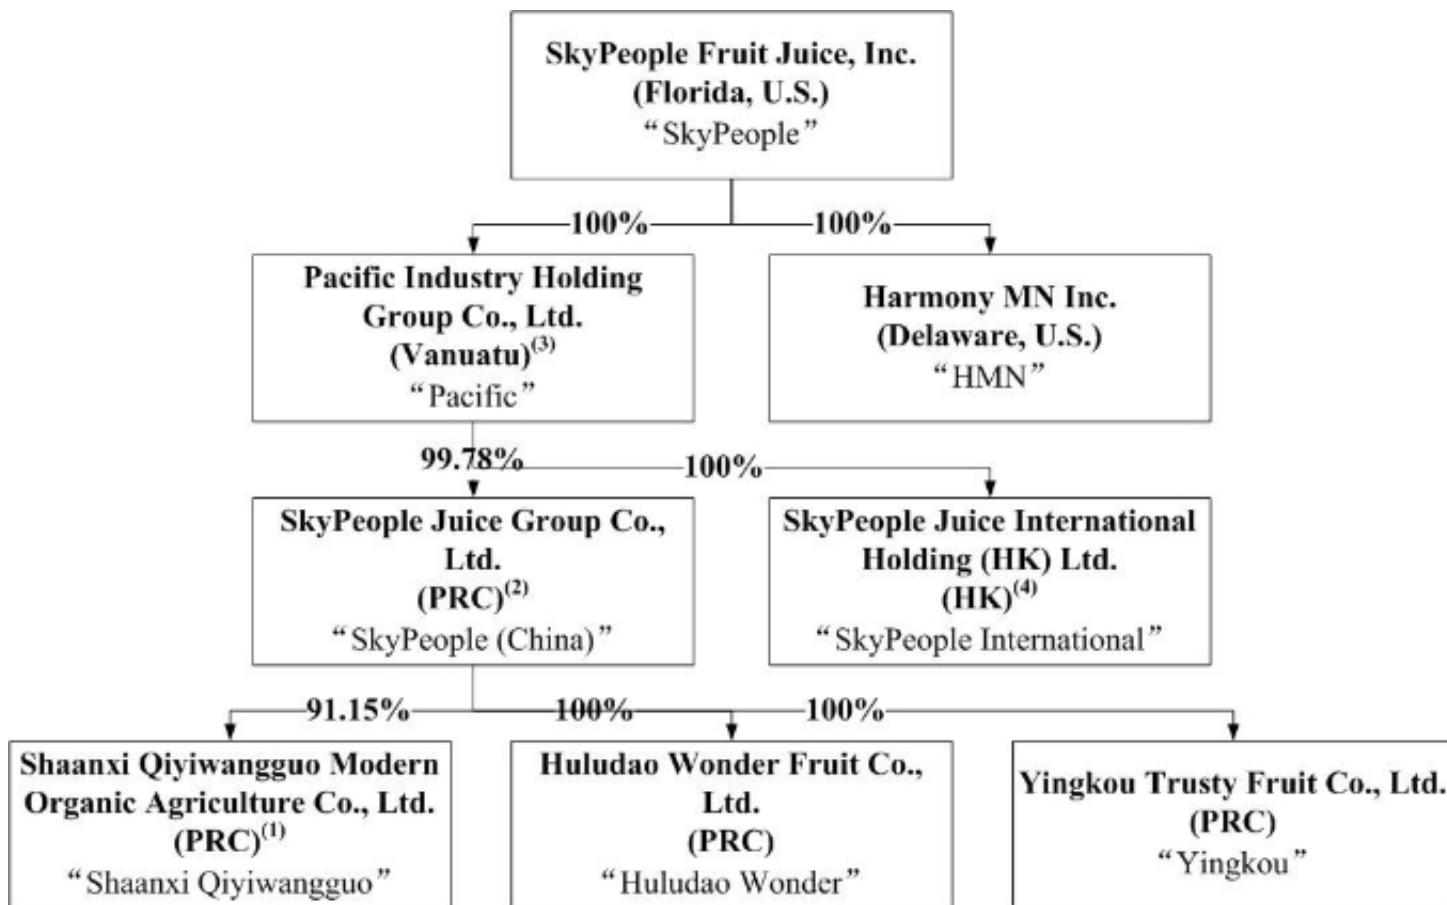 SkyPeople Fruit Juice, Inc.
(Florida, U.S.)
“SkyPeople”
100%
100%
Pacific Industry Holding
Group Co., Ltd.
(Vanuatu)(3)
“Pacific”
Harmony MN Inc.
(Delaware, U.S.)
“HMN”
99.78%
100%
SkyPeople Juice Group Co.,
Ltd.
(PRC)(2)
“SkyPeople (China)”
SkyPeople Juice International
Holding (HK) Ltd.
(HK)(4)
“SkyPeople International”
91.15%
100%
100%
Shaanxi Qiyiwangguo Modern
Organic Agriculture Co., Ltd.
(PRC)(1)
“Shaanxi Qiyiwangguo”
Huludao Wonder Fruit Co.,
Ltd.
(PRC)
“Huludao Wonder”
Yingkou Trusty Fruit Co., Ltd.
(PRC)
“Yingkou”